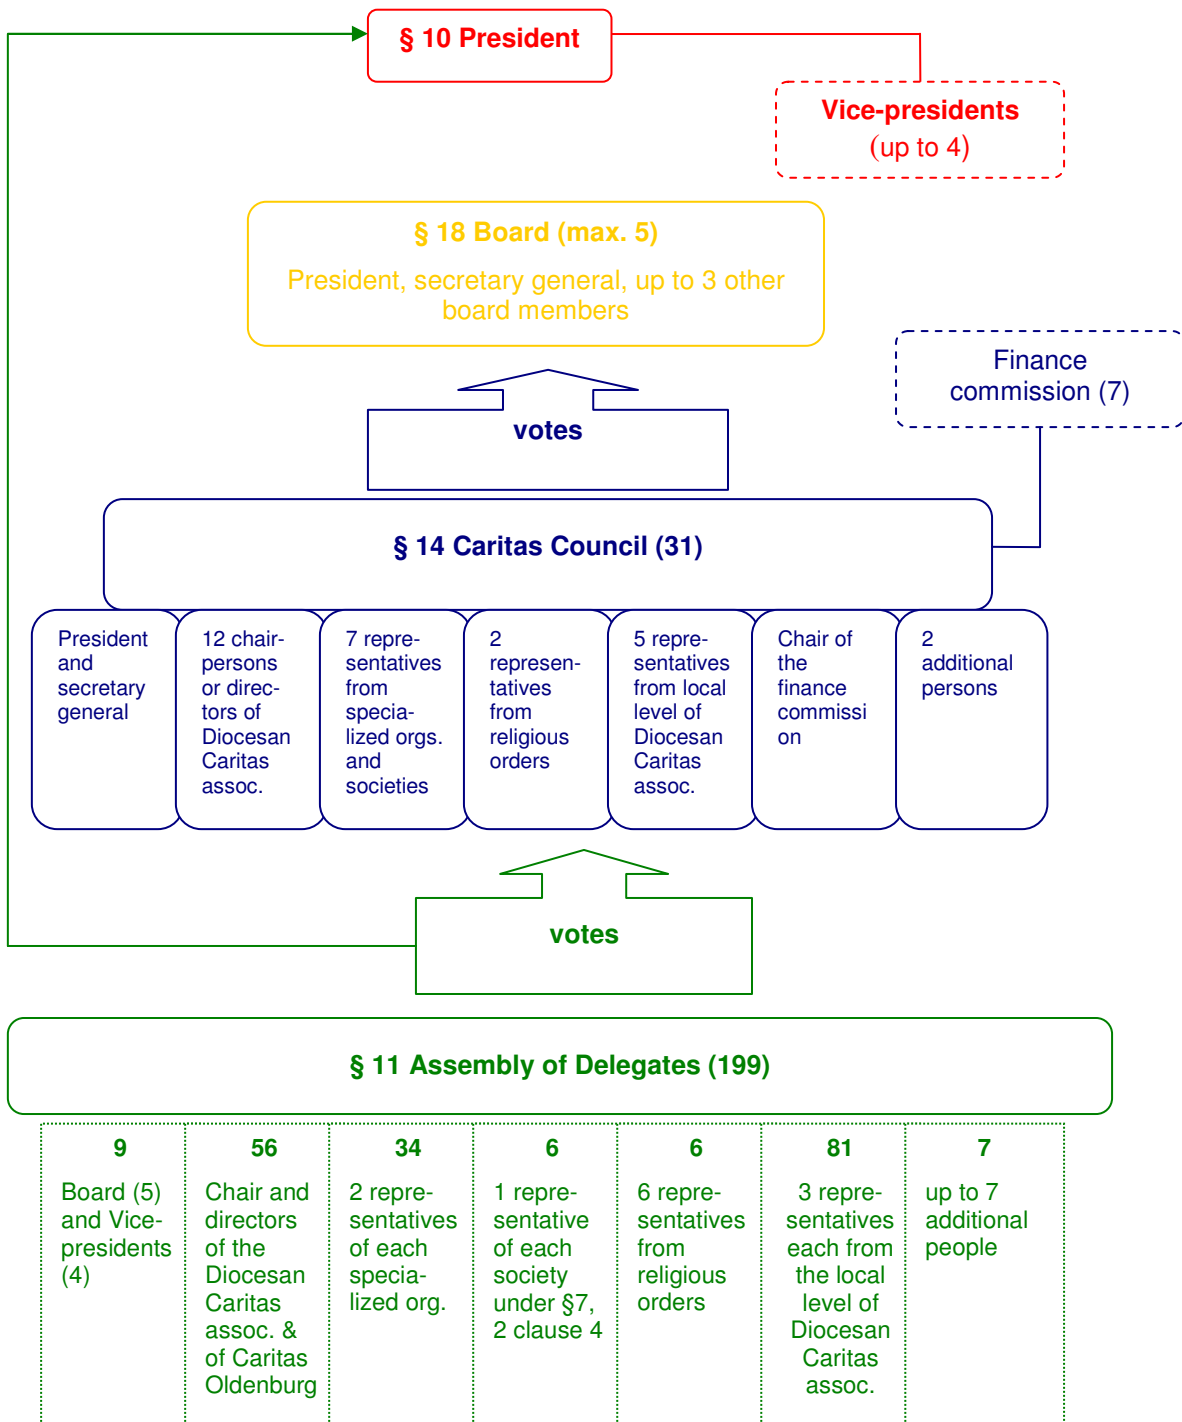 § 10 President
Vice-presidents
(up to 4)
§ 18 Board (max. 5)
President, secretary general, up to 3 other
board members
Finance
commission (7)
votes
§ 14 Caritas Council (31)
President
and
secretary
general
12 chair-
persons
or direc-
tors of
Diocesan
Caritas
assoc.
7 repre-
sentatives
from
specia-
lized orgs.
and
societies
2
represen-
tatives
from
religious
orders
5 repre-
sentatives
from local
level of
Diocesan
Caritas
assoc.
Chair of
the
finance
commissi
on
2
additional
persons
votes
§ 11 Assembly of Delegates (199)
9
Board (5)
and Vice-
presidents
(4)
56
Chair and
directors
of the
Diocesan
Caritas
assoc. &
of Caritas
Oldenburg
34
2 repre-
sentatives
of each
specia-
lized org.
6
1 repre-
sentative
of each
society
under §7,
2 clause 4
6
6 repre-
sentatives
from
religious
orders
81
3 repre-
sentatives
each from
the local
level of
Diocesan
Caritas
assoc.
7
up to 7
additional
people